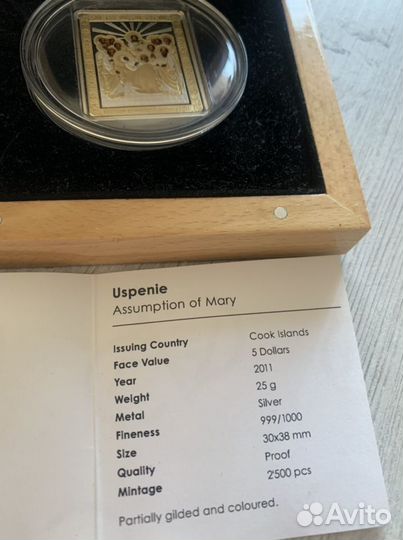 Uspenie
Assumption of Mary
Issuing Country Cook Islands
Face Value 5 Dollars
Year 2011
Weight 25 g
Metal Silver
Fineness 999/1000
Size 30x38 mm
Quality Proof
Mintage 2'500 pcs
Partially gilded and coloured.
Avito